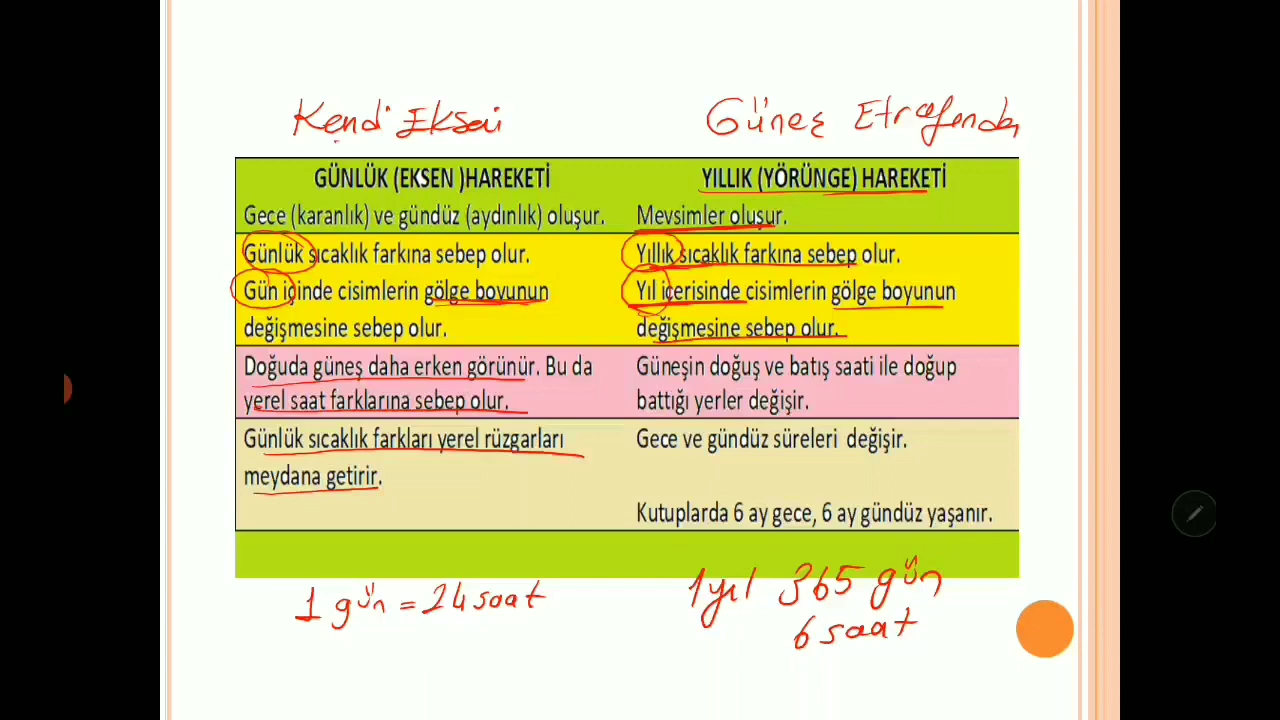 Kendi Eksen
Güneş Etrafında
GÜNLÜK (EKSEN )HAREKETİ
Gece (karanlık) ve gündüz (aydınlık) oluşur.
Günlük sıcaklık farkına sebep olur.
Gün içinde cisimlerin gölge boyunun
değişmesine sebep olur.
Doğuda güneş daha erken görünür. Bu da
yerel saat farklarına sebep olur.
Günlük sıcaklık farkları yerel rüzgarları
meydana getirir.
YILLIK (YÖRÜNGE) HAREKETİ
Mevsimler oluşur.
Yıllık sıcaklık farkına sebep olur.
Yıl içerisinde cisimlerin gölge boyunun
değişmesine sebep olur.
Güneşin doğuş ve batış saati ile doğup
battığı yerler değişir.
Gece ve gündüz süreleri değişir.
Kutuplarda 6 ay gece, 6 ay gündüz yaşanır.
1 gün = 24 saat
1 yıl 365 gün
6 saat